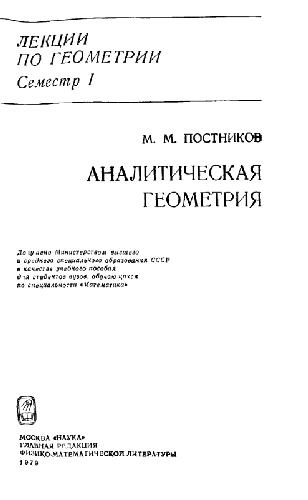 ЛЕКЦИИ
ПО ГЕОМЕТРИИ
Семестр I
М. М. ПОСТНИКОВ
АНАЛИТИЧЕСКАЯ
ГЕОМЕТРИЯ
Допущено Министерством высшего
и среднего специального образования СССР
в качестве учебного пособия
для студентов вузов, обучающихся
по специальности «Математика»
МОСКВА «НАУКА»
ГЛАВНАЯ РЕДАКЦИЯ
ФИЗИКО-МАТЕМАТИЧЕСКОЙ ЛИТЕРАТУРЫ
1979